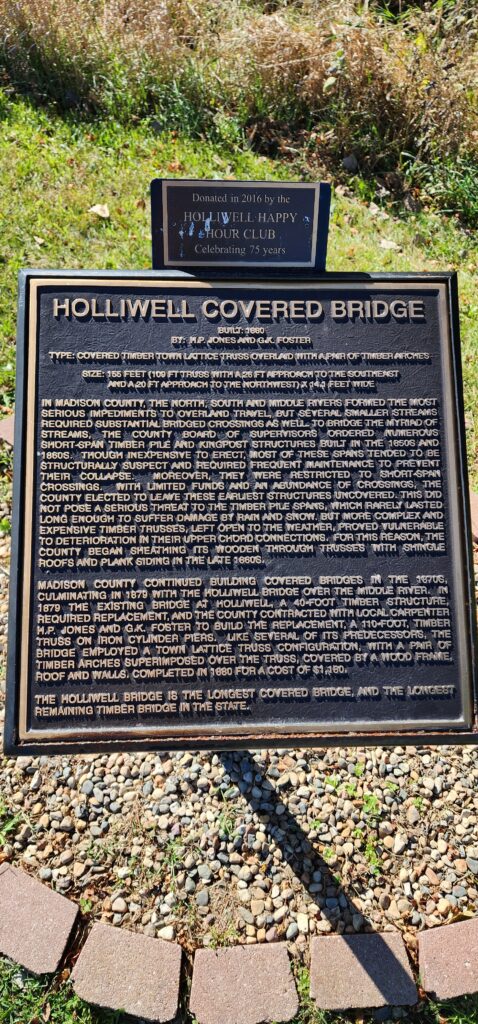 Donated in 2016 by the
HOLLIWELL HAPPY
HOUR CLUB
Celebrating 75 years
HOLLIWELL COVERED BRIDGE
BUILT: 1880
BY: H.P. JONES AND G.K. FOSTER
TYPE: COVERED TIMBER TOWN LATTICE TRUSS OVERLAID WITH A PAIR OF TIMBER ARCHES
SIZE: 155 FEET (109 FT TRUSS WITH A 26 FT APPROACH TO THE SOUTHEAST
AND A 20 FT APPROACH TO THE NORTHWEST) X 14.1 FEET WIDE
IN MADISON COUNTY, THE NORTH, SOUTH AND MIDDLE RIVERS FORMED THE MOST
SERIOUS IMPEDIMENTS TO OVERLAND TRAVEL, BUT SEVERAL SMALLER STREAMS
REQUIRED SUBSTANTIAL BRIDGED CROSSINGS AS WELL. TO BRIDGE THE MYRIAD OF
STREAMS, THE COUNTY BOARD OF SUPERVISORS ORDERED NUMEROUS
SHORT-SPAN TIMBER PILE AND KINGPOST STRUCTURES BUILT IN THE 1850S AND
1860S. THOUGH INEXPENSIVE TO ERECT, MOST OF THESE SPANS TENDED TO BE
STRUCTURALLY SUSPECT AND REQUIRED FREQUENT MAINTENANCE TO PREVENT
THEIR COLLAPSE. MOREOVER, THEY WERE RESTRICTED TO SHORT-SPAN
CROSSINGS. WITH LIMITED FUNDS AND AN ABUNDANCE OF CROSSINGS, THE
COUNTY ELECTED TO LEAVE THESE EARLIEST STRUCTURES UNCOVERED. THIS DID
NOT POSE A SERIOUS THREAT TO THE TIMBER PILE SPANS, WHICH RARELY LASTED
LONG ENOUGH TO SUFFER DAMAGE BY RAIN AND SNOW. BUT MORE COMPLEX AND
EXPENSIVE TIMBER TRUSSES, LEFT OPEN TO THE WEATHER, PROVED VULNERABLE
TO DETERIORATION IN THEIR UPPER CHORD CONNECTIONS. FOR THIS REASON, THE
COUNTY BEGAN SHEATHING ITS WOODEN THROUGH TRUSSES WITH SHINGLE
ROOFS AND PLANK SIDING IN THE LATE 1860S.
MADISON COUNTY CONTINUED BUILDING COVERED BRIDGES IN THE 1870S,
CULMINATING IN 1879 WITH THE HOLLIWELL BRIDGE OVER THE MIDDLE RIVER. IN
1879 THE EXISTING BRIDGE AT HOLLIWELL, A 40-FOOT TIMBER STRUCTURE,
REQUIRED REPLACEMENT, AND THE COUNTY CONTRACTED WITH LOCAL CARPENTER
H.P. JONES AND G.K. FOSTER TO BUILD THE REPLACEMENT, A 110-FOOT, TIMBER
TRUSS ON IRON CYLINDER PIERS. LIKE SEVERAL OF ITS PREDECESSORS, THE
BRIDGE EMPLOYED A TOWN LATTICE TRUSS CONFIGURATION, WITH A PAIR OF
TIMBER ARCHES SUPERIMPOSED OVER THE TRUSS, COVERED BY A WOOD FRAME
ROOF AND WALLS. COMPLETED IN 1880 FOR A COST OF $1,180.
THE HOLLIWELL BRIDGE IS THE LONGEST COVERED BRIDGE, AND THE LONGEST
REMAINING TIMBER BRIDGE IN THE STATE.